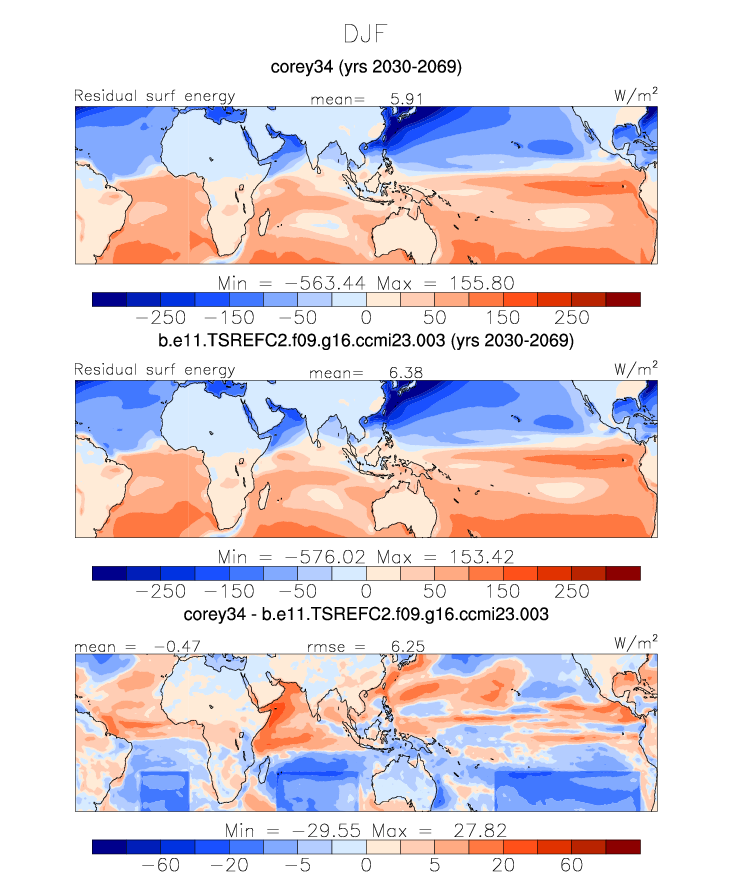 DJF
corey34 (yrs 2030-2069)
Residual surf energy mean= 5.91 W/m²
Min = −563.44 Max = 155.80
−250 −150 −50 0 50 150 250
b.e11.TSREFC2.f09.g16.ccmi23.003 (yrs 2030-2069)
Residual surf energy mean= 6.38 W/m²
Min = −576.02 Max = 153.42
−250 −150 −50 0 50 150 250
corey34 - b.e11.TSREFC2.f09.g16.ccmi23.003
mean = −0.47 rmse = 6.25 W/m²
Min = −29.55 Max = 27.82
−60 −20 −5 0 5 20 60